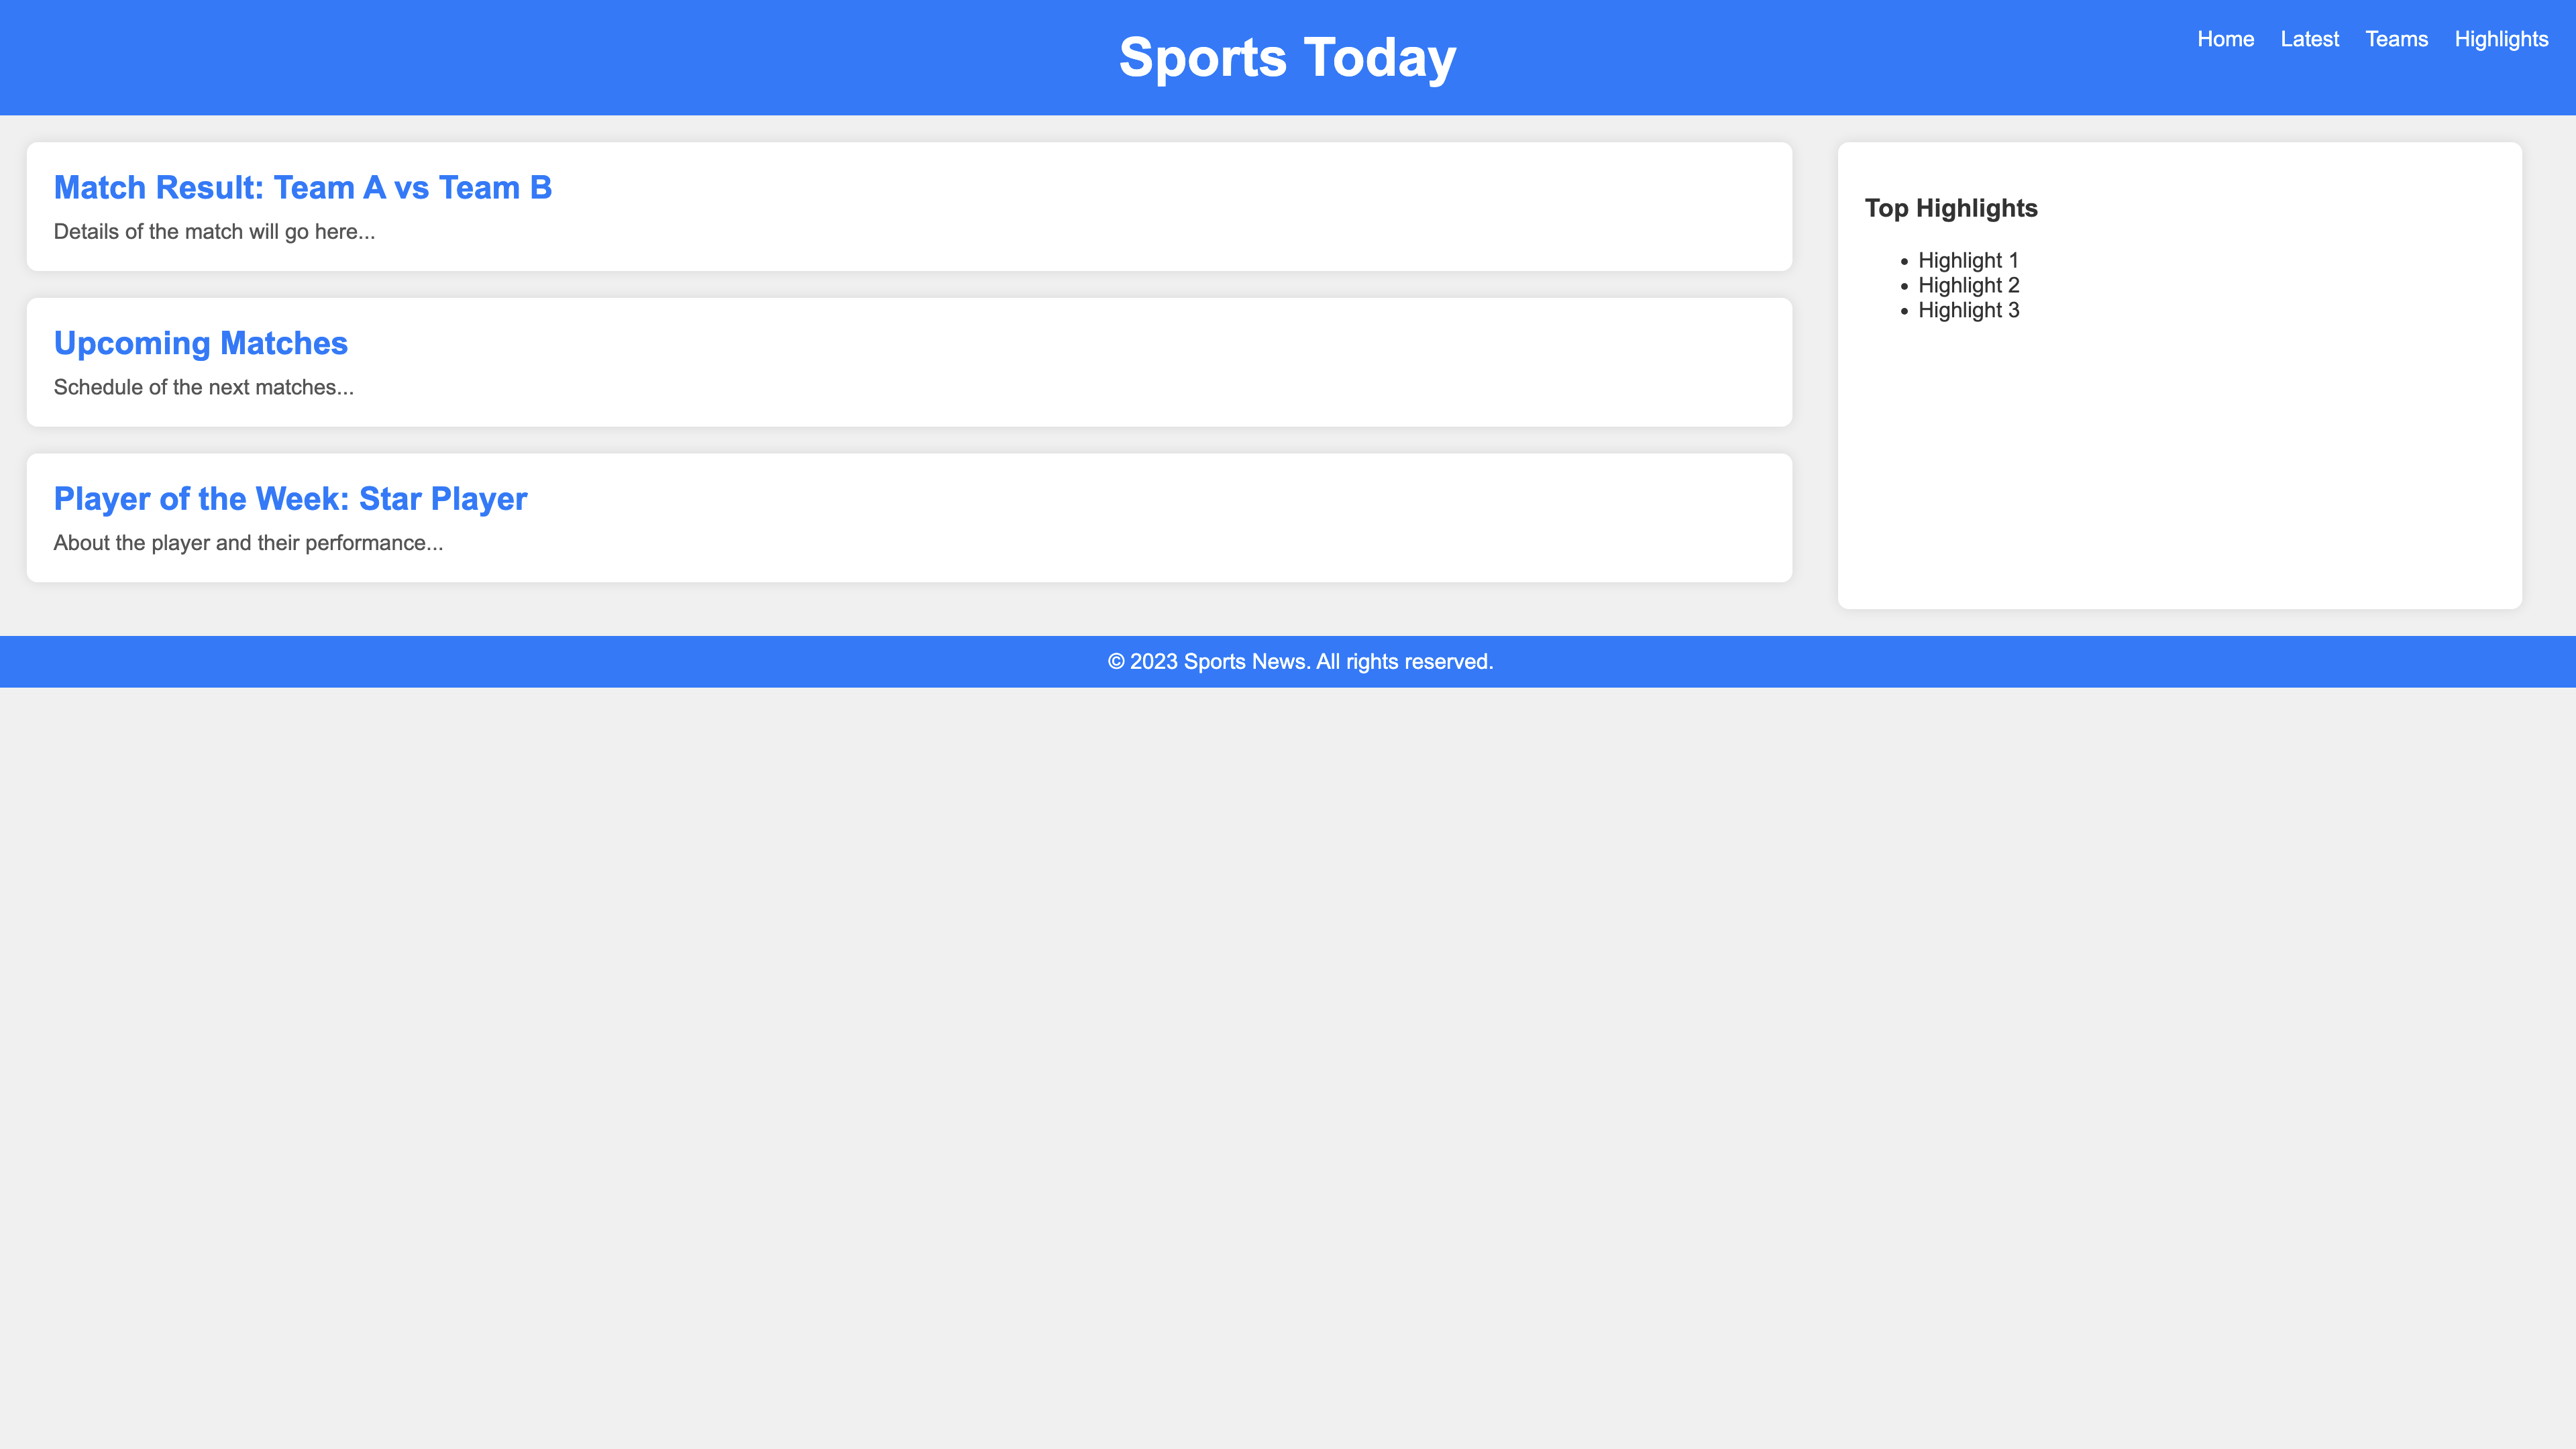 Sports Today
Home Latest Teams Highlights
Match Result: Team A vs Team B
Details of the match will go here...
Upcoming Matches
Schedule of the next matches...
Player of the Week: Star Player
About the player and their performance...
Top Highlights
• Highlight 1
• Highlight 2
• Highlight 3
© 2023 Sports News. All rights reserved.